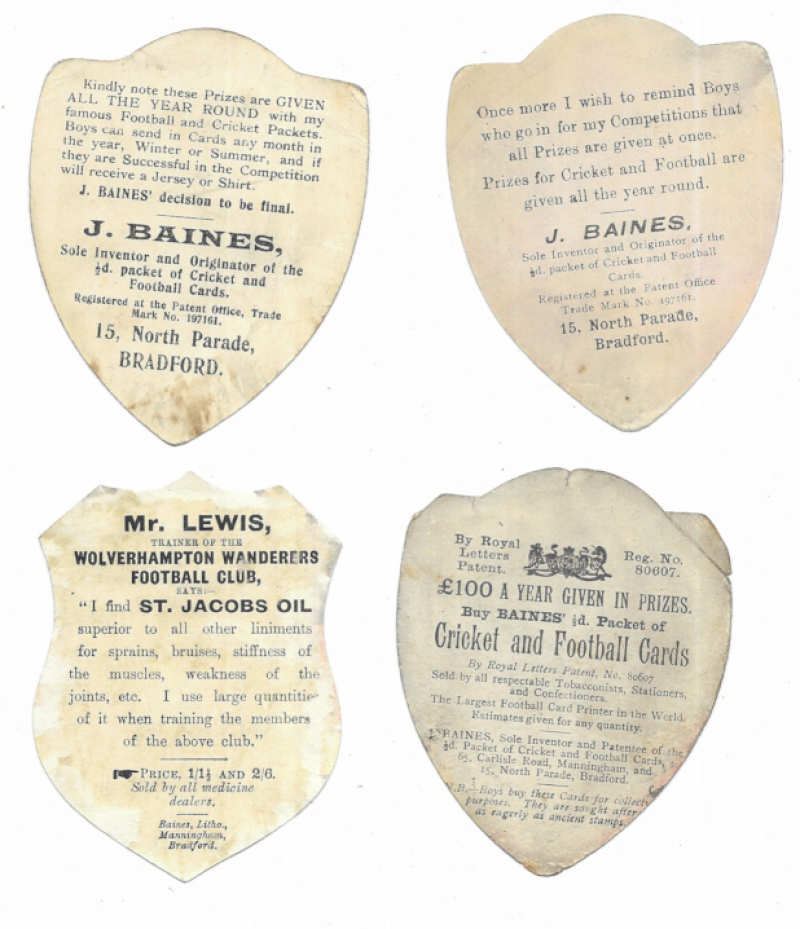 Kindly note these Prizes are GIVEN
ALL THE YEAR ROUND with my
famous Football and Cricket Packets.
Boys can send in Cards any month in
the year, Winter or Summer, and if
they are Successful in the Competition
will receive a Jersey or Shirt.
J. BAINES' decision to be final.
J. BAINES,
Sole Inventor and Originator of the
½d. packet of Cricket and
Football Cards.
Registered at the Patent Office, Trade
Mark No. 197161.
15, North Parade,
BRADFORD.
Once more I wish to remind Boys
who go in for my Competitions that
all Prizes are given at once.
Prizes for Cricket and Football are
given all the year round.
J. BAINES,
Sole Inventor and Originator of the
½d. packet of Cricket and Football
Cards.
Registered at the Patent Office
Trade Mark No. 197161.
15, North Parade,
Bradford.
Mr. LEWIS,
TRAINER OF THE
WOLVERHAMPTON WANDERERS
FOOTBALL CLUB,
SAYS:—
"I find ST. JACOBS OIL
superior to all other liniments
for sprains, bruises, stiffness of
the muscles, weakness of the
joints, etc. I use large quantitie
of it when training the members
of the above club."
PRICE, 1/1½ AND 2/6.
Sold by all medicine
dealers.
Baines, Litho.,
Manningham,
Bradford.
By Royal
Letters
Patent.
Reg. No.
80607.
£100 A YEAR GIVEN IN PRIZES.
Buy BAINES' ½d. Packet of
Cricket and Football Cards
By Royal Letters Patent, No. 80607
Sold by all respectable Tobacconists, Stationers,
and Confectioners.
The Largest Football Card Printer in the World.
Estimates given for any quantity.
J. BAINES, Sole Inventor and Patentee of the
½d. Packet of Cricket and Football Cards,
65, Carlisle Road, Manningham, and
15, North Parade, Bradford.
N.B.—Boys buy these Cards for collect
purposes. They are sought after
as eagerly as ancient stamps.